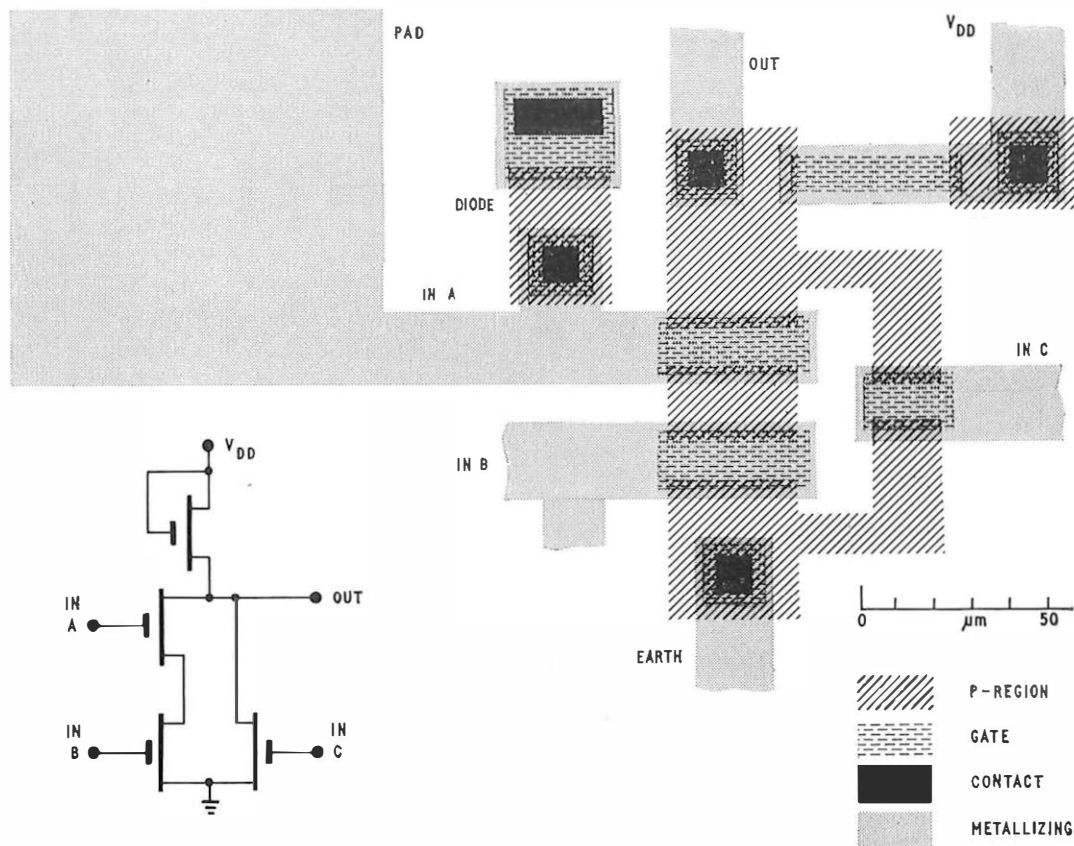 PAD
OUT
V_DD
DIODE
IN A
IN C
IN B
EARTH
V_DD
IN
A
OUT
IN
B
IN
C
0 µm 50
P-REGION
GATE
CONTACT
METALLIZING